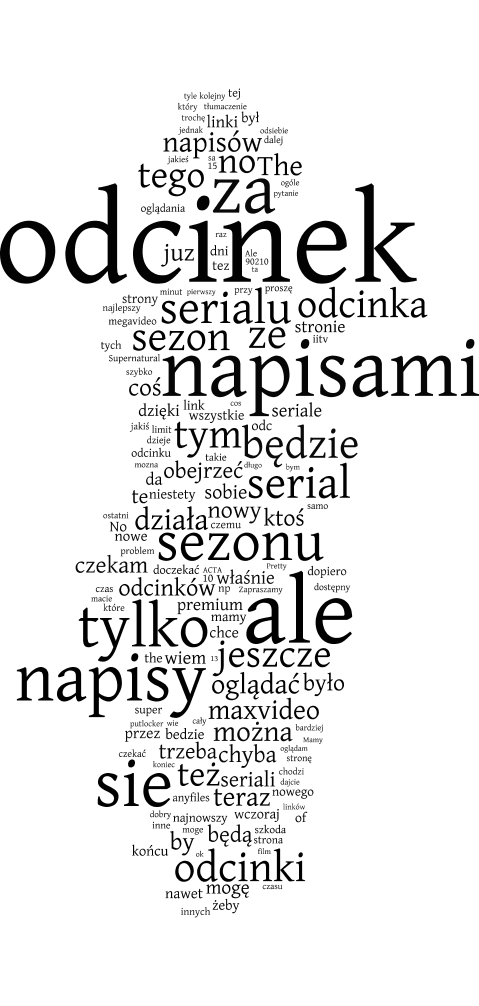 tyle kolejny tej
który tłumaczenie
trochę linki był
jednak odsiebie
napisów dalej
jakieś sa no The
15
tego za ogóle
pytanie
oglądania
odcinek
raz
juz dni Ale
tez 90210
ta
minut pierwszy przy proszę
strony serialu odcinka
najlepszy
megavideo sezon ze stronie
iitv
tych
Supernatural napisami
szybko
coś
dzięki link cos seriale
wszystkie
jakiś limit tym odc
dzieje będzie
odcinku takie
mozna obejrzeć długo bym
da serial
te niestety sobie
samo
ostatni działa nowy ktoś
No czemu
nowe sezonu
problem
czekam doczekać ACTA właśnie Pretty dopiero
10
czas odcinków np Zapraszamy dostępny
macie
które premium ale
tylko mamy
chce
the wiem 13 jeszcze
napisy oglądać było
super maxvideo
putlocker wie cały
przez bedzie można bardziej
Mamy
czekać trzeba chyba oglądam
stronę
koniec
sie też seriali chodzi
dajcie
anyfiles teraz nowego
linków
dobry najnowszy wczoraj of
inne moge będą szkoda
by strona
końcu ok film
odcinki
nawet mogę czasu
żeby
innych